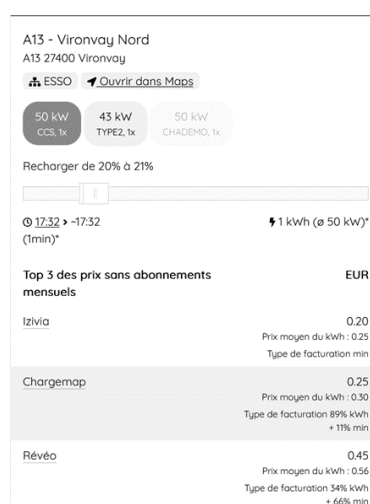 A13 - Vironvay Nord
A13 27400 Vironvay
ESSO Ouvrir dans Maps
50 kW 43 kW 50 kW
CCS, 1x TYPE2, 1x CHADEMO, 1x
Recharger de 20% à 21%
17:32 > ~17:32 1 kWh (ø 50 kW)*
(1min)*
Top 3 des prix sans abonnements EUR
mensuels
Izivia 0.20
Prix moyen du kWh : 0.25
Type de facturation min
Chargemap 0.25
Prix moyen du kWh : 0.30
Type de facturation 89% kWh
+ 11% min
Révéo 0.45
Prix moyen du kWh : 0.56
Type de facturation 34% kWh
+ 66% min